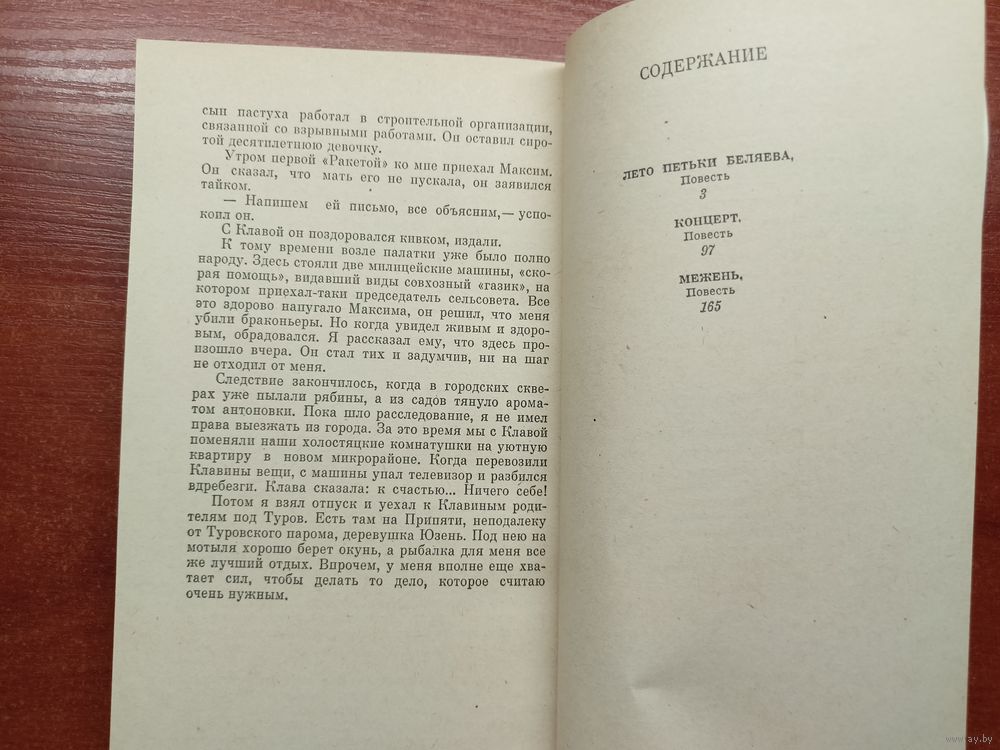 сын пастуха работал в строительной организации,
связанной со взрывными работами. Он оставил сиро-
той десятилетнюю девочку.
Утром первой «Ракетой» ко мне приехал Максим.
Он сказал, что мать его не пускала, он заявился
тайком.
— Напишем ей письмо, все объясним,— успо-
коил он.
С Клавой он поздоровался кивком, издали.
К тому времени возле палатки уже было полно
народу. Здесь стояли две милицейские машины, «ско-
рая помощь», видавший виды совхозный «газик», на
котором приехал-таки председатель сельсовета. Все
это здорово напугало Максима, он решил, что меня
убили браконьеры. Но когда увидел живым и здоро-
вым, обрадовался. Я рассказал ему, что здесь про-
изошло вчера. Он стал тих и задумчив, ни на шаг
не отходил от меня.
Следствие закончилось, когда в городских скве-
рах уже пылали рябины, а из садов тянуло арома-
том антоновки. Пока шло расследование, я не имел
права выезжать из города. За это время мы с Клавой
поменяли наши холостяцкие комнатушки на уютную
квартиру в новом микрорайоне. Когда перевозили
Клавины вещи, с машины упал телевизор и разбился
вдребезги. Клава сказала: к счастью... Ничего себе!
Потом я взял отпуск и уехал к Клавиным роди-
телям под Туров. Есть там на Припяти, неподалеку
от Туровского парома, деревушка Юзень. Под нею на
мотыля хорошо берет окунь, а рыбалка для меня все
же лучший отдых. Впрочем, у меня вполне еще хва-
тает сил, чтобы делать то дело, которое считаю
очень нужным.
СОДЕРЖАНИЕ
ЛЕТО ПЕТЬКИ БЕЛЯЕВА,
Повесть
3
КОНЦЕРТ,
Повесть
97
МЕЖЕНЬ,
Повесть
165
www.ay.by